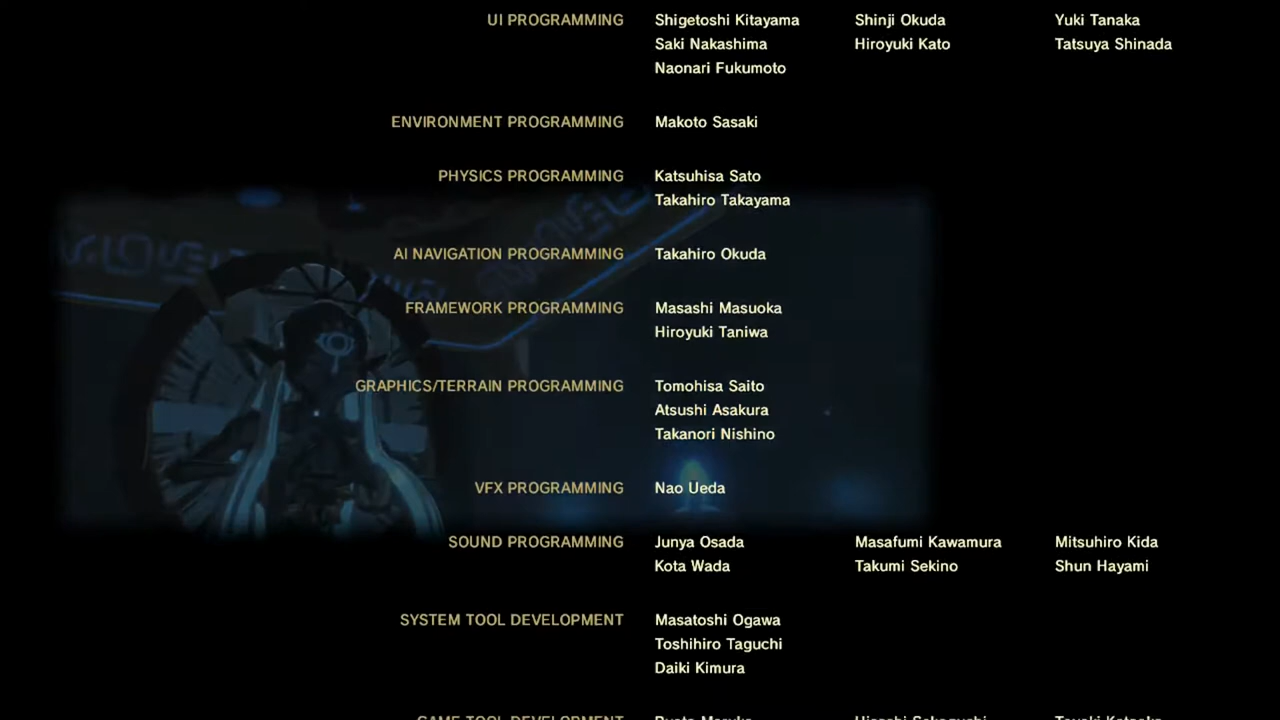 UI PROGRAMMING Shigetoshi Kitayama Shinji Okuda Yuki Tanaka
Saki Nakashima Hiroyuki Kato Tatsuya Shinada
Naonari Fukumoto
ENVIRONMENT PROGRAMMING Makoto Sasaki
PHYSICS PROGRAMMING Katsuhisa Sato
Takahiro Takayama
AI NAVIGATION PROGRAMMING Takahiro Okuda
FRAMEWORK PROGRAMMING Masashi Masuoka
Hiroyuki Taniwa
GRAPHICS/TERRAIN PROGRAMMING Tomohisa Saito
Atsushi Asakura
Takanori Nishino
VFX PROGRAMMING Nao Ueda
SOUND PROGRAMMING Junya Osada Masafumi Kawamura Mitsuhiro Kida
Kota Wada Takumi Sekino Shun Hayami
SYSTEM TOOL DEVELOPMENT Masatoshi Ogawa
Toshihiro Taguchi
Daiki Kimura
GAME TOOL DEVELOPMENT